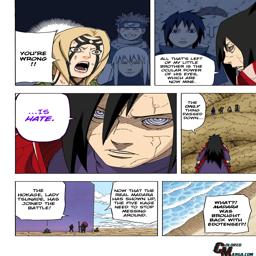 YOU'RE
WRONG
!!
ALL THAT'S LEFT
OF MY LITTLE
BROTHER IS THE
OCULAR POWER
OF HIS EYES,
WHICH ARE
NOW MINE.
THE
ONLY
THING
PASSED
DOWN...
...IS
HATE.
THE
HOKAGE, LADY
TSUNADE, HAS
JOINED THE
BATTLE!
NOW THAT THE
REAL MADARA
HAS SHOWN UP,
THE FIVE KAGE
NEED TO STOP
MESSING
AROUND.
WHAT?!
MADARA
WAS
BROUGHT
BACK WITH
EDOTENSEI?!
COLORED
MANGA.COM